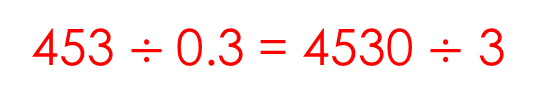 453 ÷ 0.3 = 4530 ÷ 3